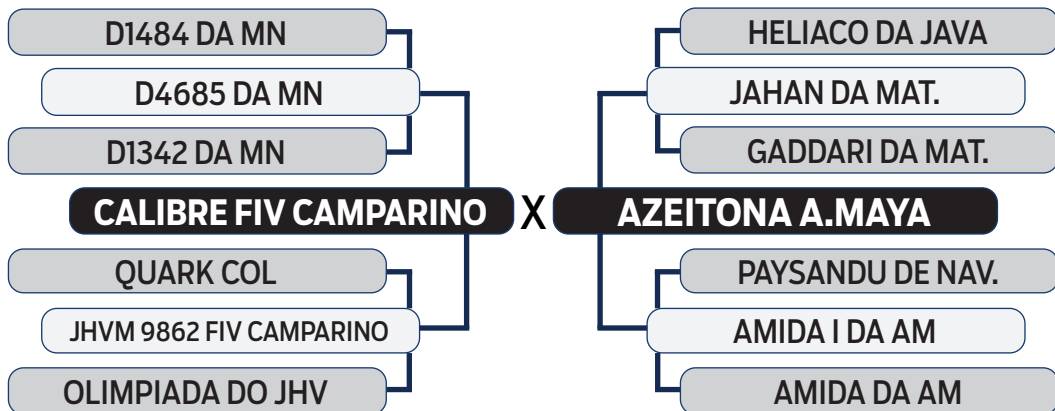 D1484 DA MN
D4685 DA MN
D1342 DA MN
CALIBRE FIV CAMPARINO
QUARK COL
JHVM 9862 FIV CAMPARINO
OLIMPIADA DO JHV
X
HELIACO DA JAVA
JAHAN DA MAT.
GADDARI DA MAT.
AZEITONA A.MAYA
PAYSANDU DE NAV.
AMIDA I DA AM
AMIDA DA AM